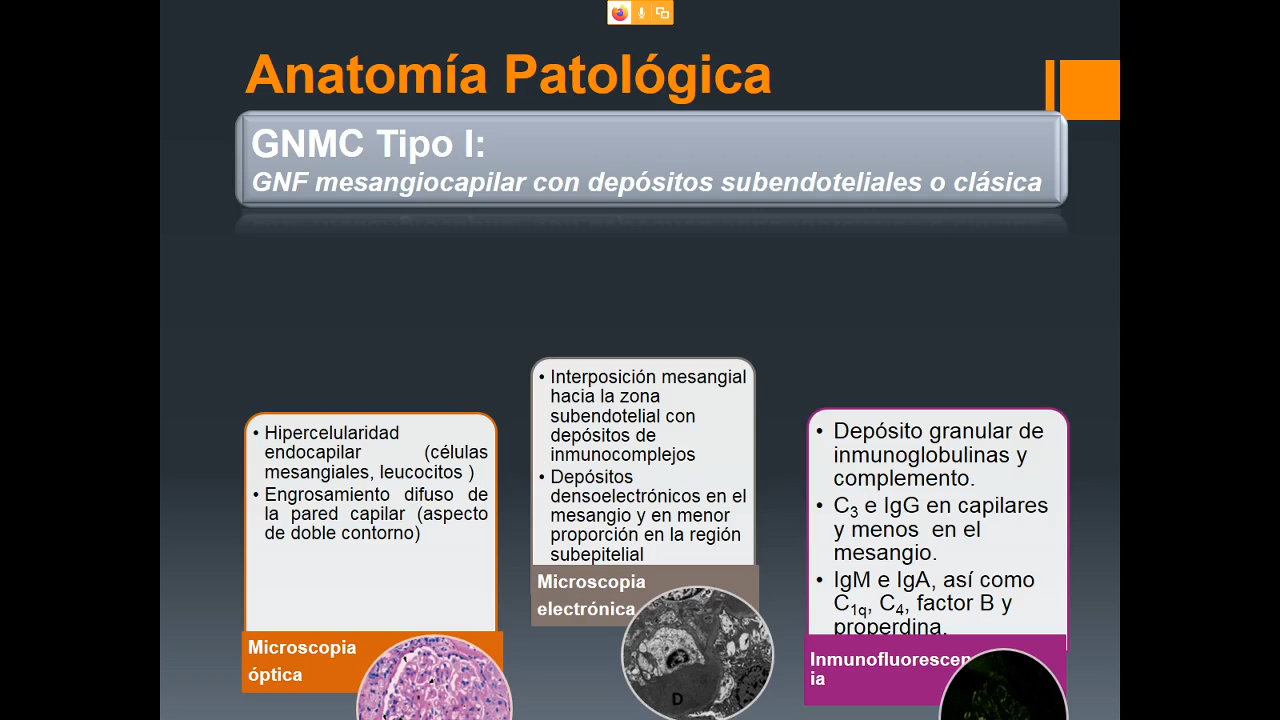 Anatomía Patológica
GNMC Tipo I:
GNF mesangiocapilar con depósitos subendoteliales o clásica
• Hipercelularidad
endocapilar (células
mesangiales, leucocitos )
• Engrosamiento difuso de
la pared capilar (aspecto
de doble contorno)
Microscopia
óptica
• Interposición mesangial
hacia la zona
subendotelial con
depósitos de
inmunocomplejos
• Depósitos
densoelectrónicos en el
mesangio y en menor
proporción en la región
subepitelial
Microscopia
electrónica
D
• Depósito granular de
inmunoglobulinas y
complemento.
• C3 e IgG en capilares
y menos en el
mesangio.
• IgM e IgA, así como
C1q, C4, factor B y
properdina.
Inmunofluorescen
ia